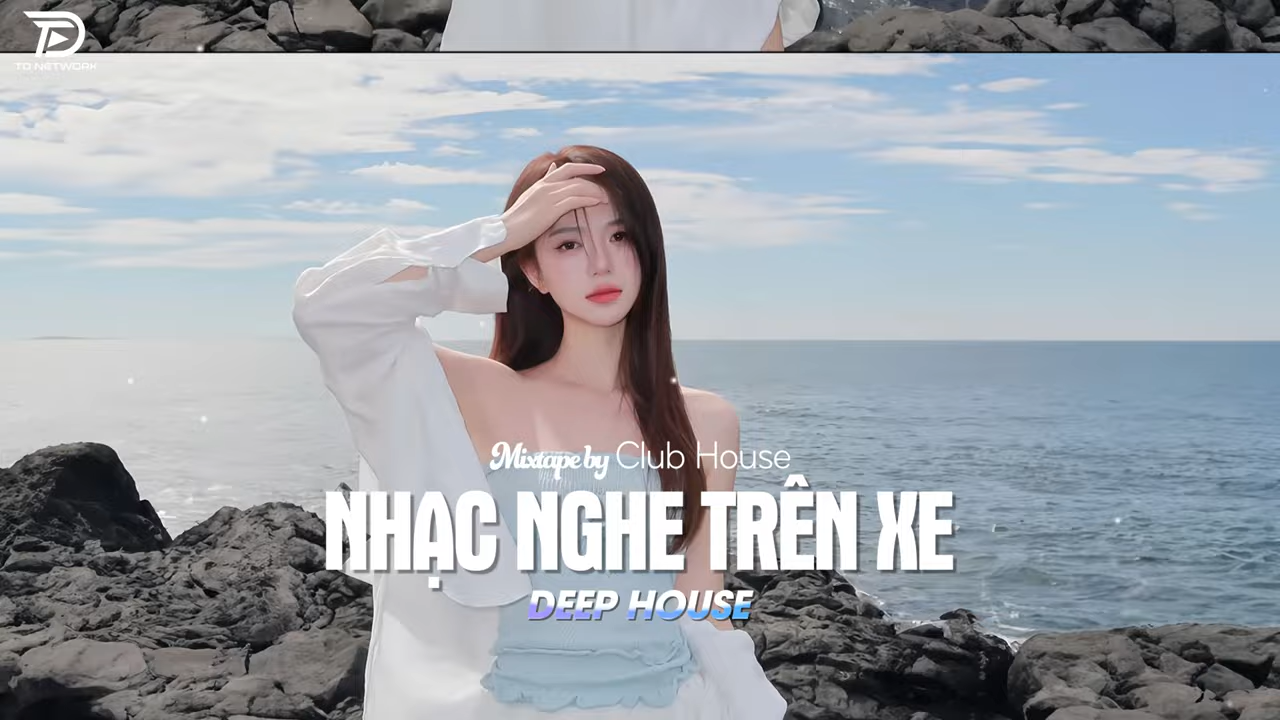 TD NETWORK
Mixtape by Club House
NHẠC NGHE TRÊN XE
DEEP HOUSE